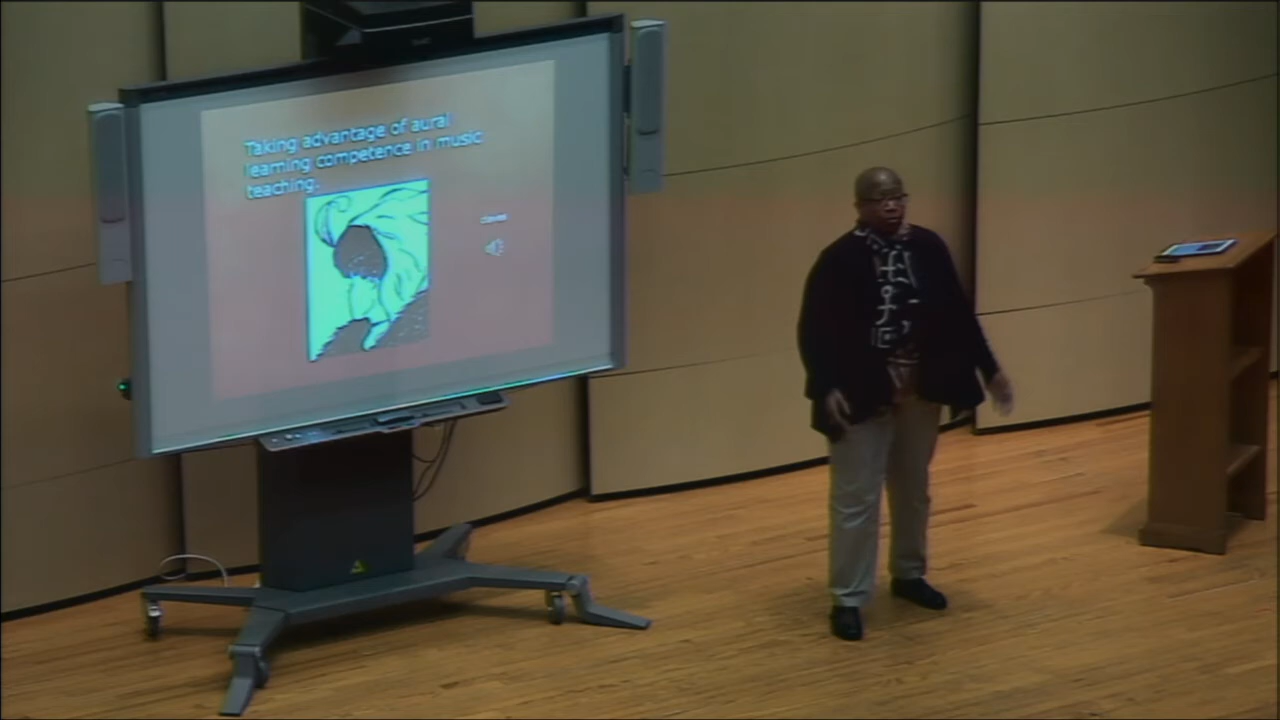 Taking advantage of aural
learning competence in music
teaching.